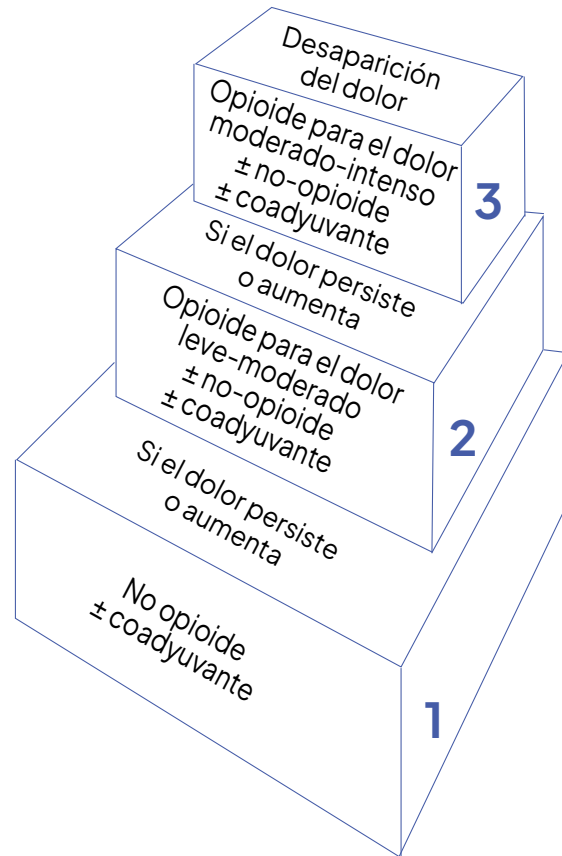 Desaparición
del dolor
Opioide para el dolor
moderado-intenso
± no-opioide
± coadyuvante
3
Si el dolor persiste
o aumenta
Opioide para el dolor
leve-moderado
± no-opioide
± coadyuvante
2
Si el dolor persiste
o aumenta
No opioide
± coadyuvante
1